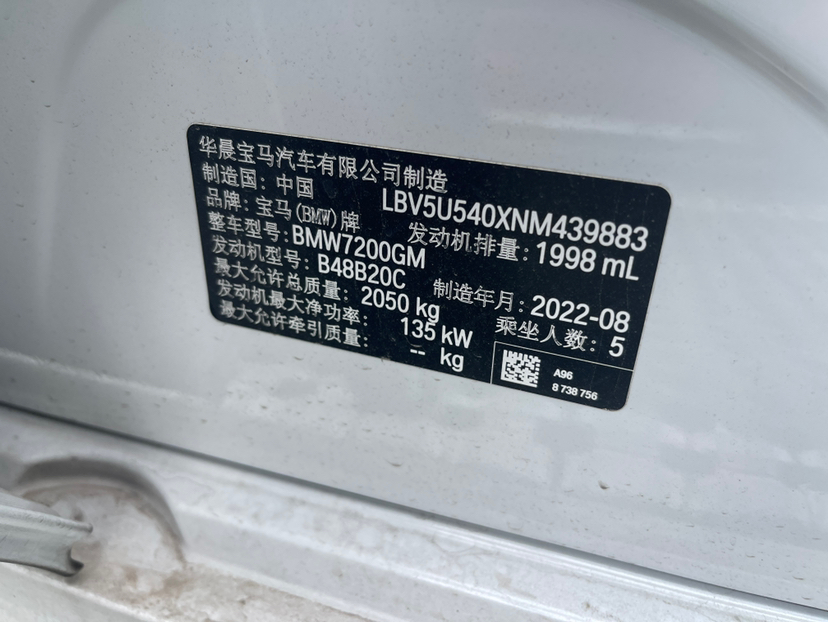 华晨宝马汽车有限公司制造
制造国：中国 LBV5U540XNM439883
品牌：宝马(BMW)牌 发动机排量：1998 mL
整车型号：BMW7200GM
发动机型号：B48B20C 制造年月：2022-08
最大允许总质量：2050 kg 乘坐人数：5
发动机最大净功率： 135 kW
最大允许牵引质量： -- kg
A96
8 738 756